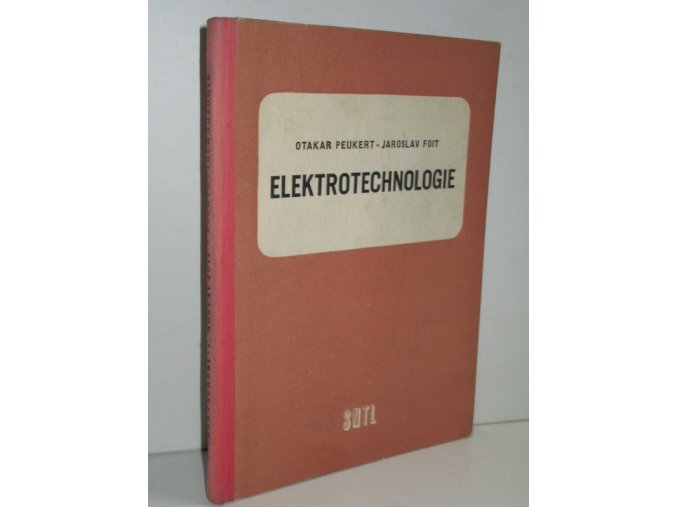 OTAKAR PEUKERT - JAROSLAV FOIT
ELEKTROTECHNOLOGIE
SNTL